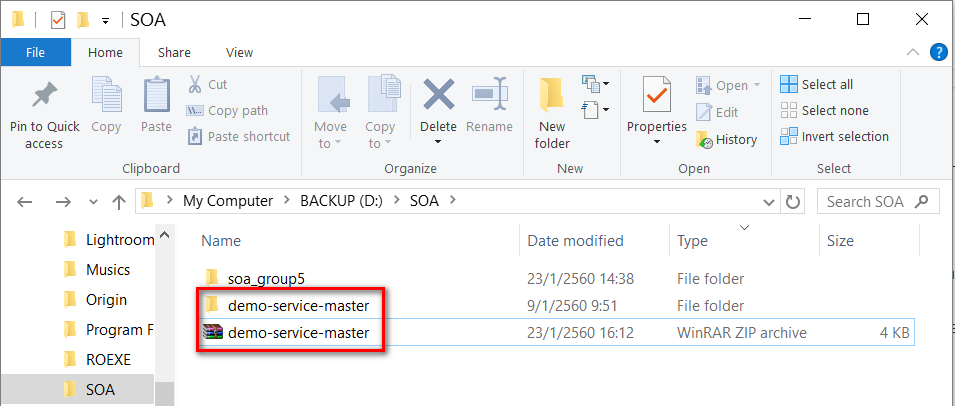 SOA
File Home Share View
Pin to Quick access
Copy
Paste
Cut
Copy path
Paste shortcut
Clipboard
Move to
Copy to
Delete
Rename
Organize
New folder
New
Properties
Open
Edit
History
Open
Select all
Select none
Invert selection
Select
My Computer > BACKUP (D:) > SOA >
Search SOA
Name Date modified Type Size
Lightroom
Musics
Origin
Program F
ROEXE
SOA
soa_group5 23/1/2560 14:38 File folder
demo-service-master 9/1/2560 9:51 File folder
demo-service-master 23/1/2560 16:12 WinRAR ZIP archive 4 KB